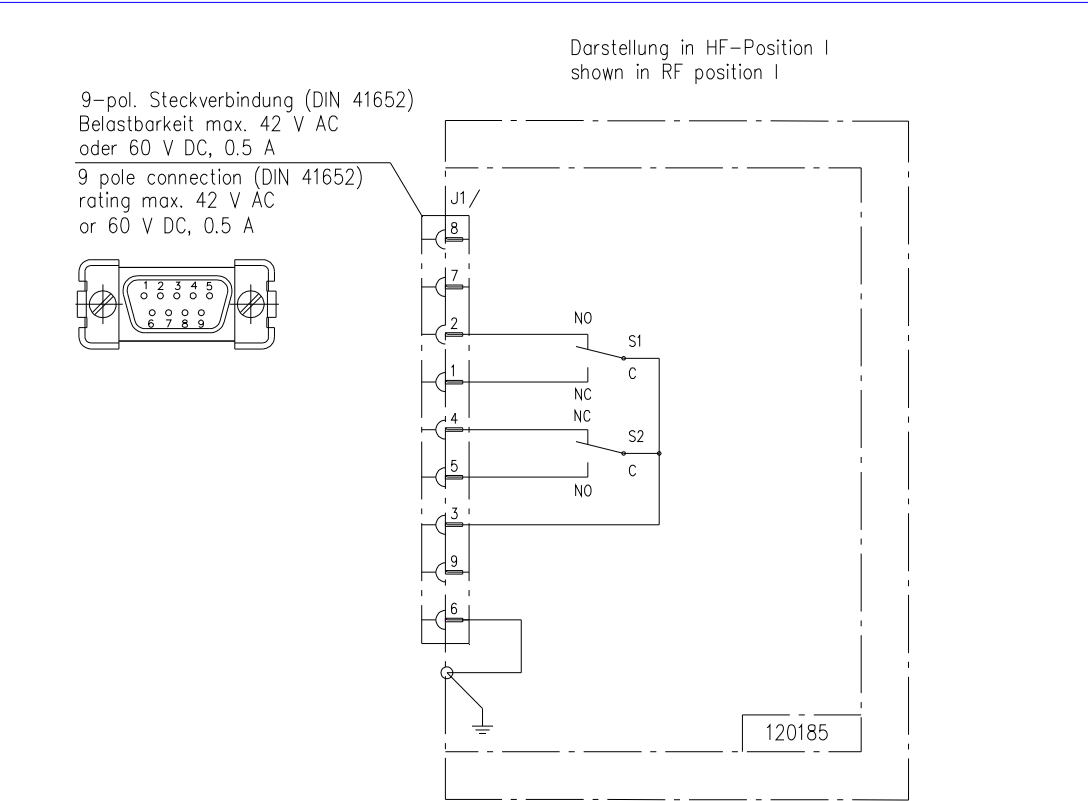 Darstellung in HF-Position I
shown in RF position I
9-pol. Steckverbindung (DIN 41652)
Belastbarkeit max. 42 V AC
oder 60 V DC, 0.5 A
9 pole connection (DIN 41652)
rating max. 42 V AC
or 60 V DC, 0.5 A
J1/
8
7
2
1
4
5
3
9
6
1 2 3 4 5
6 7 8 9
NO
S1
C
NC
NC
S2
C
NO
120185